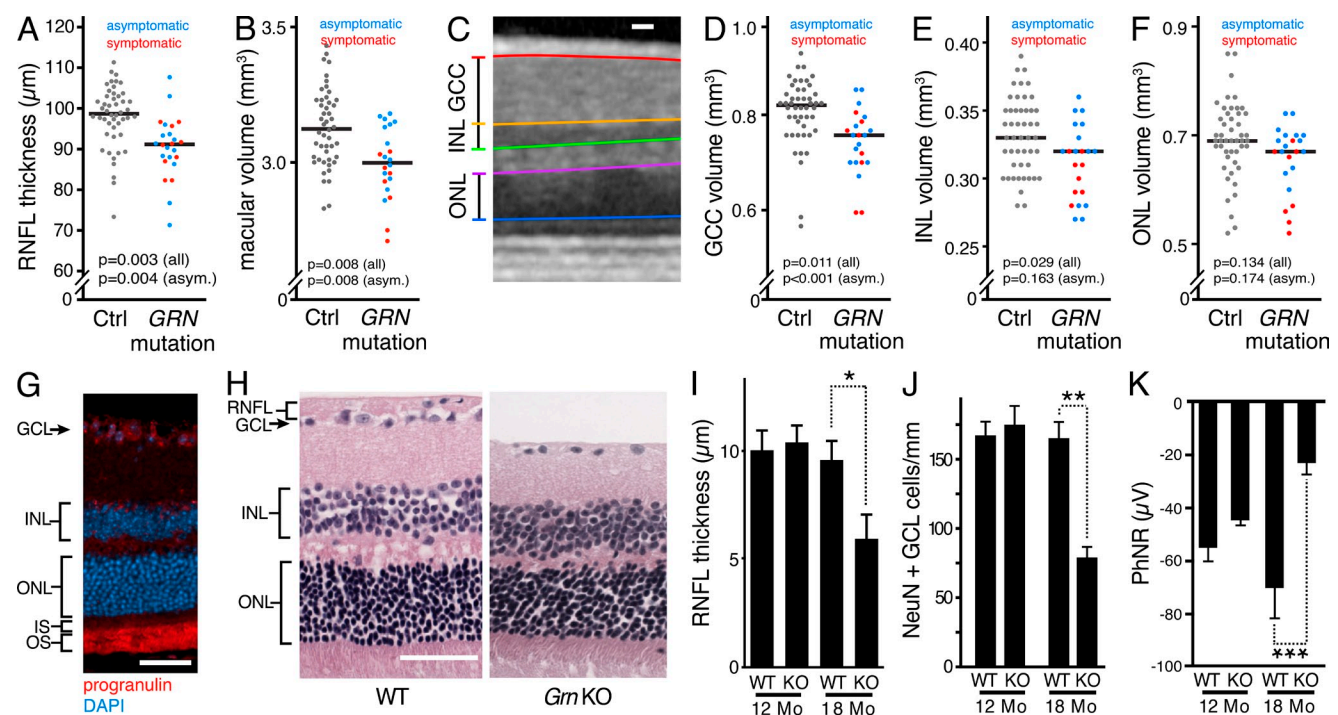 A
120
110
100
90
80
70
60
0
RNFL thickness (µm)
asymptomatic
symptomatic
p=0.003 (all)
p=0.004 (asym.)
Ctrl GRN
mutation
B
3.5
3.0
0
macular volume (mm³)
asymptomatic
symptomatic
p=0.008 (all)
p=0.008 (asym.)
Ctrl GRN
mutation
C
GCC
INL
ONL
D
0.8
0.6
0
GCC volume (mm³)
asymptomatic
symptomatic
p=0.011 (all)
p<0.001 (asym.)
Ctrl GRN
mutation
E
0.40
0.35
0.30
0.25
0
INL volume (mm³)
asymptomatic
symptomatic
p=0.029 (all)
p=0.163 (asym.)
Ctrl GRN
mutation
F
0.9
0.7
0.5
0
ONL volume (mm³)
asymptomatic
symptomatic
p=0.134 (all)
p=0.174 (asym.)
Ctrl GRN
mutation
G
GCL
INL
ONL
IS
OS
progranulin
DAPI
H
RNFL
GCL
INL
ONL
WT
Grn KO
I
10
5
0
RNFL thickness (µm)
*
WT KO WT KO
12 Mo 18 Mo
J
175
150
125
100
75
50
25
0
NeuN + GCL cells/mm
**
WT KO WT KO
12 Mo 18 Mo
K
0
-20
-40
-60
-80
-100
PhNR (µV)
***
WT KO WT KO
12 Mo 18 Mo